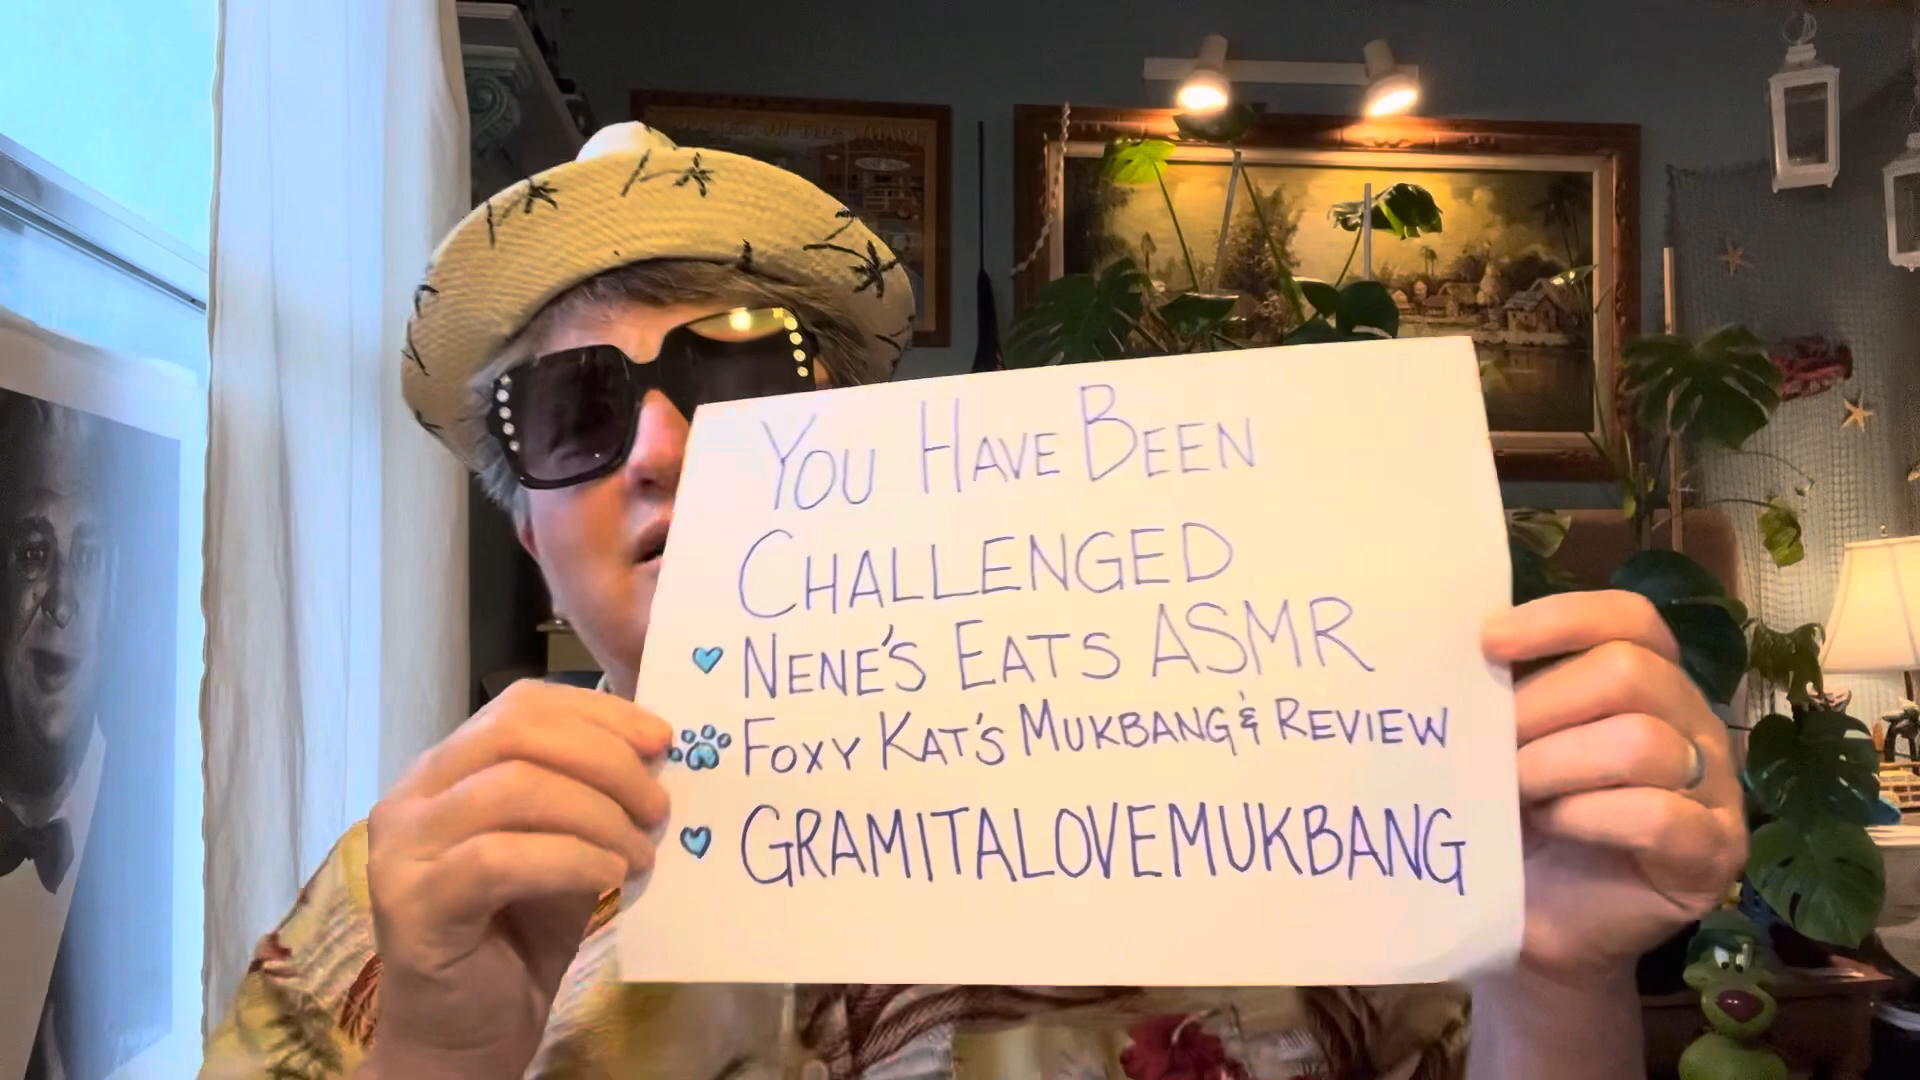 YOU HAVE BEEN
CHALLENGED
NENE'S EATS ASMR
FOXY KAT'S MUKBANG & REVIEW
GRAMITALOVEMUKBANG